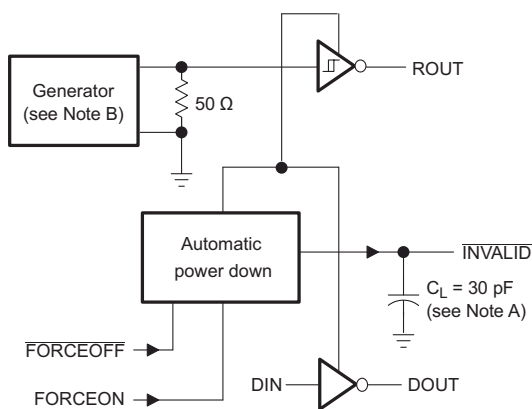 ROUT
Generator
(see Note B)
50 Ω
Automatic
power down
INVALID
C_L = 30 pF
(see Note A)
FORCEOFF
FORCEON
DIN
DOUT